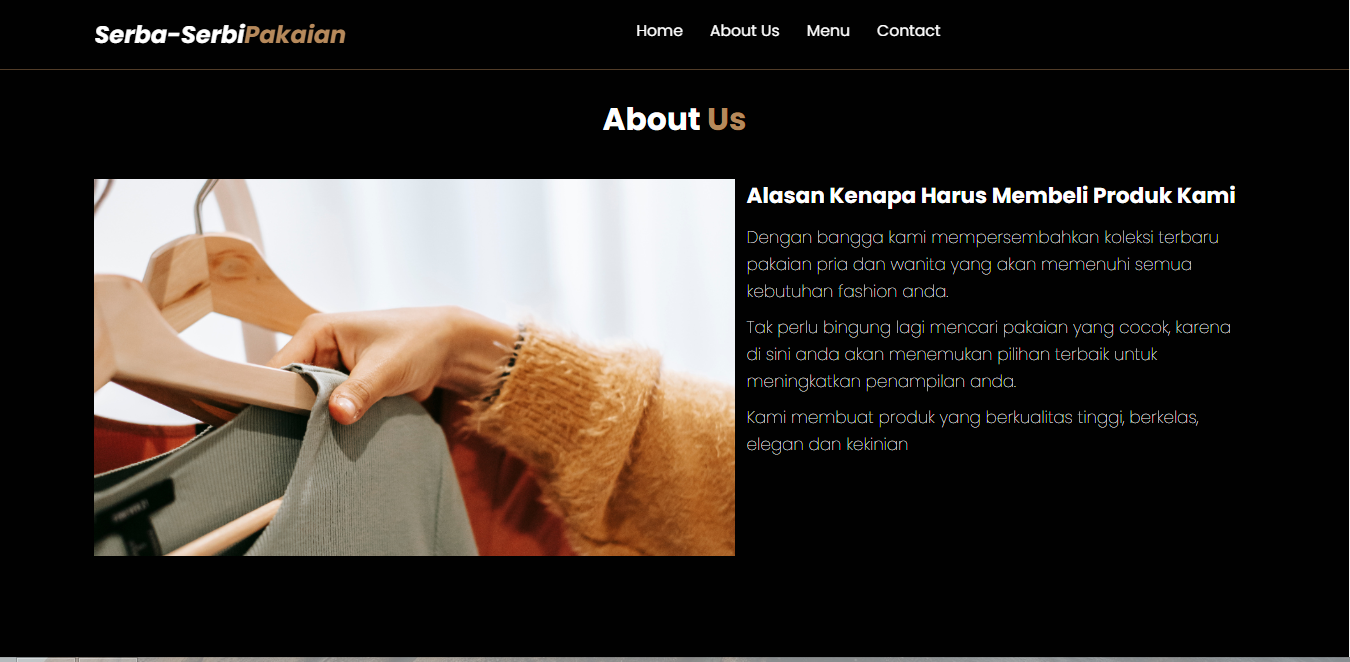 Serba-SerbiPakaian
Home About Us Menu Contact
About Us
Alasan Kenapa Harus Membeli Produk Kami
Dengan bangga kami mempersembahkan koleksi terbaru
pakaian pria dan wanita yang akan memenuhi semua
kebutuhan fashion anda.
Tak perlu bingung lagi mencari pakaian yang cocok, karena
di sini anda akan menemukan pilihan terbaik untuk
meningkatkan penampilan anda.
Kami membuat produk yang berkualitas tinggi, berkelas,
elegan dan kekinian